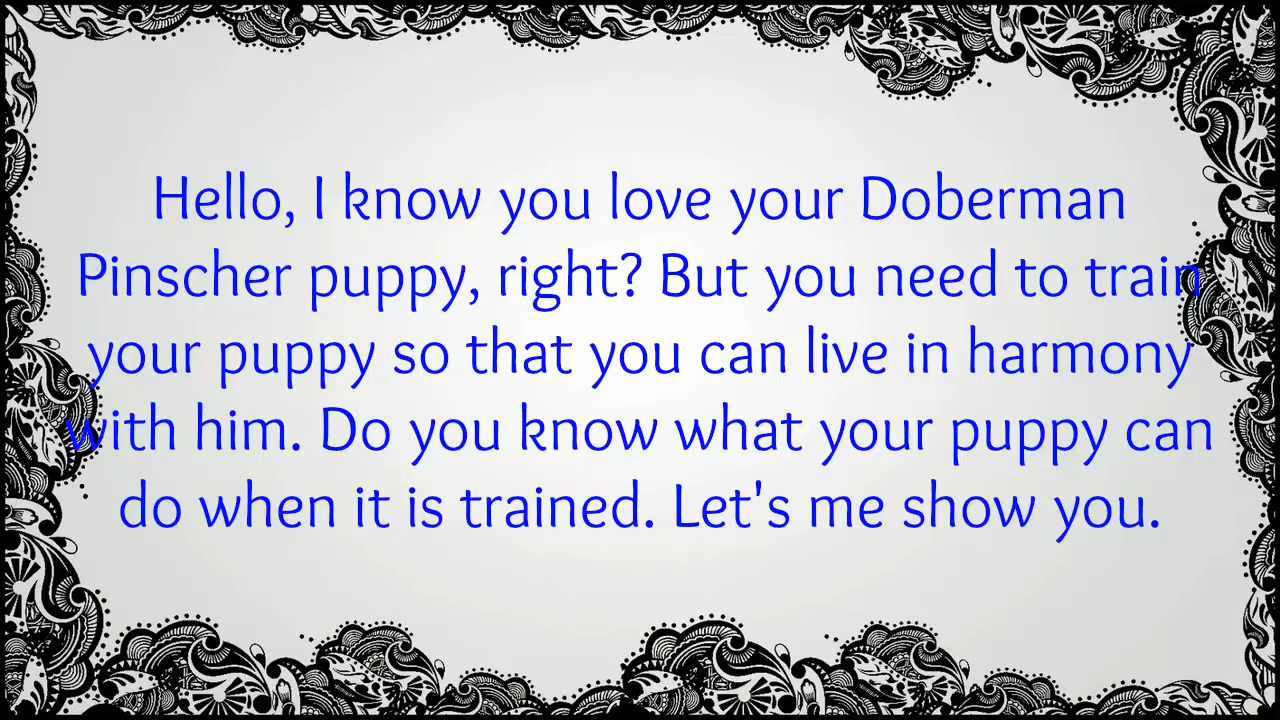 Hello, I know you love your Doberman
Pinscher puppy, right? But you need to train
your puppy so that you can live in harmony
with him. Do you know what your puppy can
do when it is trained. Let's me show you.